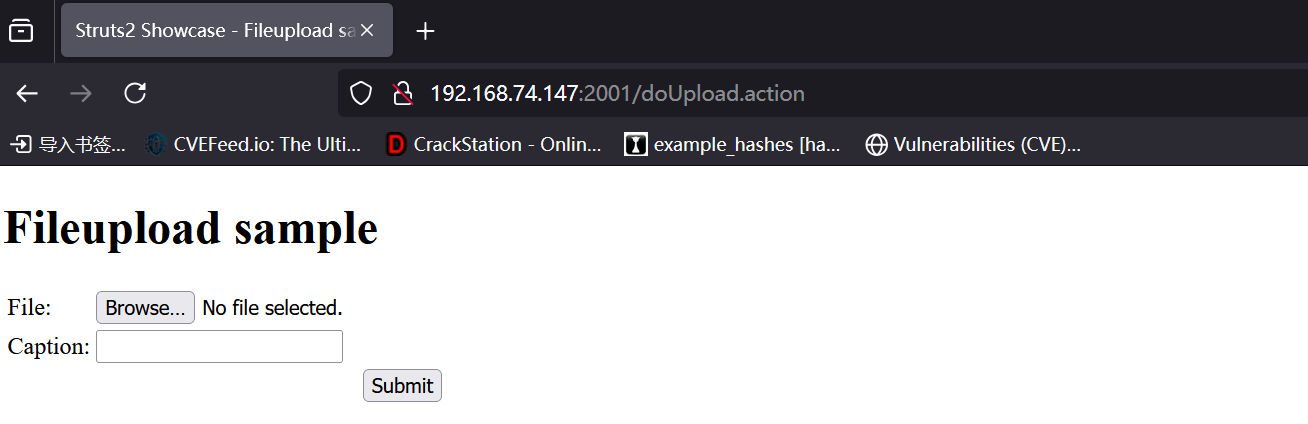 Struts2 Showcase - Fileupload sa
192.168.74.147:2001/doUpload.action
导入书签... CVEFeed.io: The Ulti... CrackStation - Onlin... example_hashes [ha... Vulnerabilities (CVE)...
Fileupload sample
File: Browse... No file selected.
Caption:
Submit